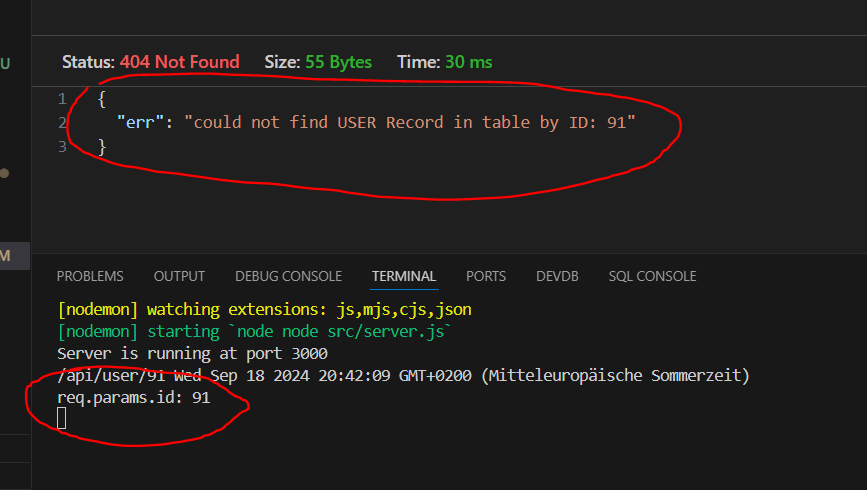 U
Status: 404 Not Found Size: 55 Bytes Time: 30 ms
1 {
2 "err": "could not find USER Record in table by ID: 91"
3 }
M
PROBLEMS OUTPUT DEBUG CONSOLE TERMINAL PORTS DEVDB SQL CONSOLE
[nodemon] watching extensions: js,mjs,cjs,json
[nodemon] starting `node node src/server.js`
Server is running at port 3000
/api/user/91 Wed Sep 18 2024 20:42:09 GMT+0200 (Mitteleuropäische Sommerzeit)
req.params.id: 91